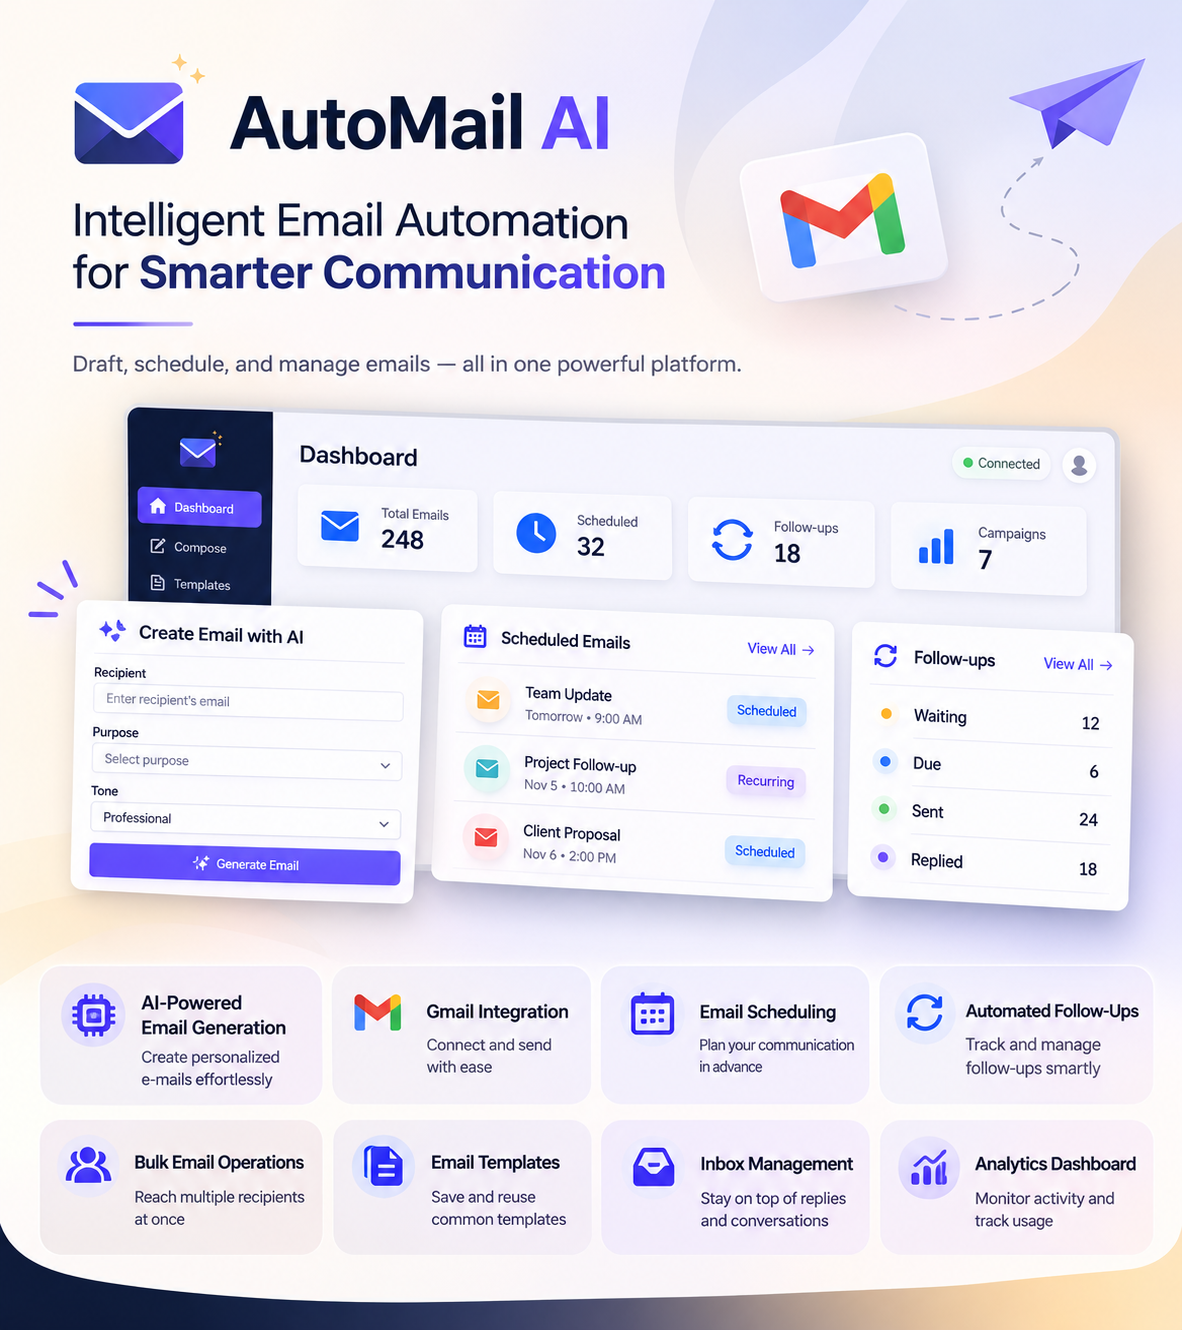 AutoMail AI
Intelligent Email Automation
for Smarter Communication
Draft, schedule, and manage emails — all in one powerful platform.
Dashboard
Compose
Templates
Dashboard
Connected
Total Emails
248
Scheduled
32
Follow-ups
18
Campaigns
7
Create Email with AI
Recipient
Enter recipient's email
Purpose
Select purpose
Tone
Professional
Generate Email
Scheduled Emails
View All →
Team Update
Tomorrow • 9:00 AM
Scheduled
Project Follow-up
Nov 5 • 10:00 AM
Recurring
Client Proposal
Nov 6 • 2:00 PM
Scheduled
Follow-ups
View All →
Waiting 12
Due 6
Sent 24
Replied 18
AI-Powered
Email Generation
Create personalized
e-mails effortlessly
Gmail Integration
Connect and send
with ease
Email Scheduling
Plan your communication
in advance
Automated Follow-Ups
Track and manage
follow-ups smartly
Bulk Email Operations
Reach multiple recipients
at once
Email Templates
Save and reuse
common templates
Inbox Management
Stay on top of replies
and conversations
Analytics Dashboard
Monitor activity and
track usage